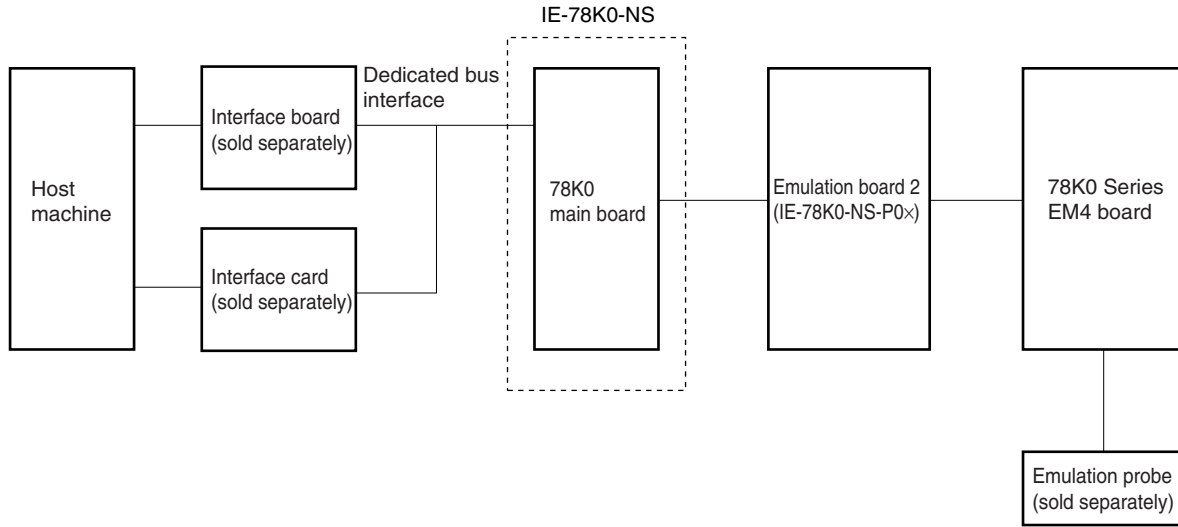 IE-78K0-NS
Dedicated bus
interface
Host
machine
Interface board
(sold separately)
Interface card
(sold separately)
78K0
main board
Emulation board 2
(IE-78K0-NS-P0×)
78K0 Series
EM4 board
Emulation probe
(sold separately)